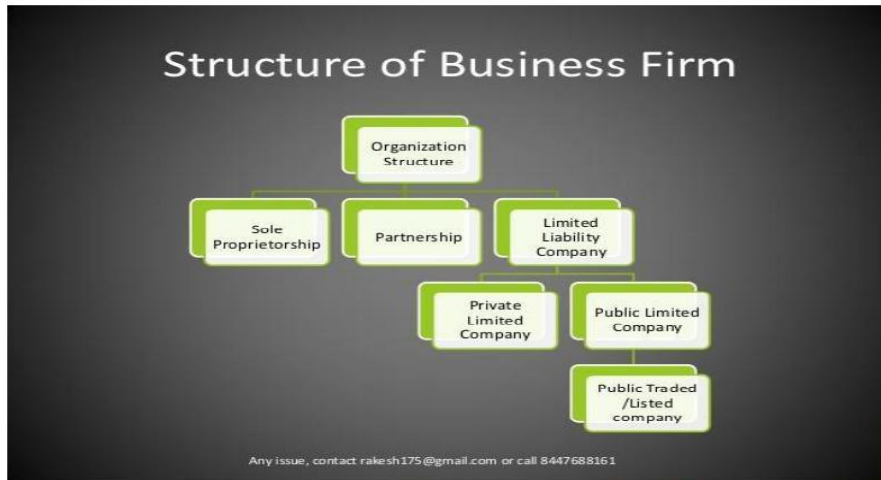 Structure of Business Firm
Organization
Structure
Sole
Proprietorship
Partnership
Limited
Liability
Company
Private
Limited
Company
Public Limited
Company
Public Traded
/Listed
company
Any issue, contact rakesh175@gmail.com or call 8447688161